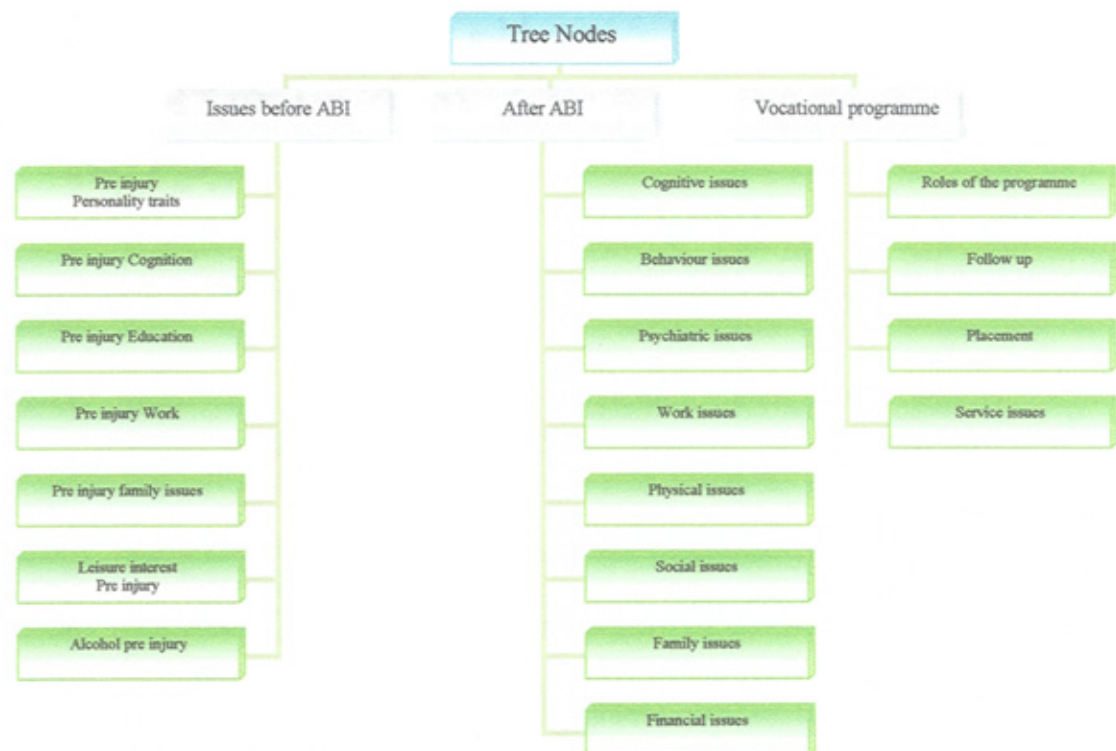 Tree Nodes
Issues before ABI
After ABI
Vocational programme
Pre injury
Personality traits
Pre injury Cognition
Pre injury Education
Pre injury Work
Pre injury family issues
Leisure interest
Pre injury
Alcohol pre injury
Cognitive issues
Behaviour issues
Psychiatric issues
Work issues
Physical issues
Social issues
Family issues
Financial issues
Roles of the programme
Follow up
Placement
Service issues